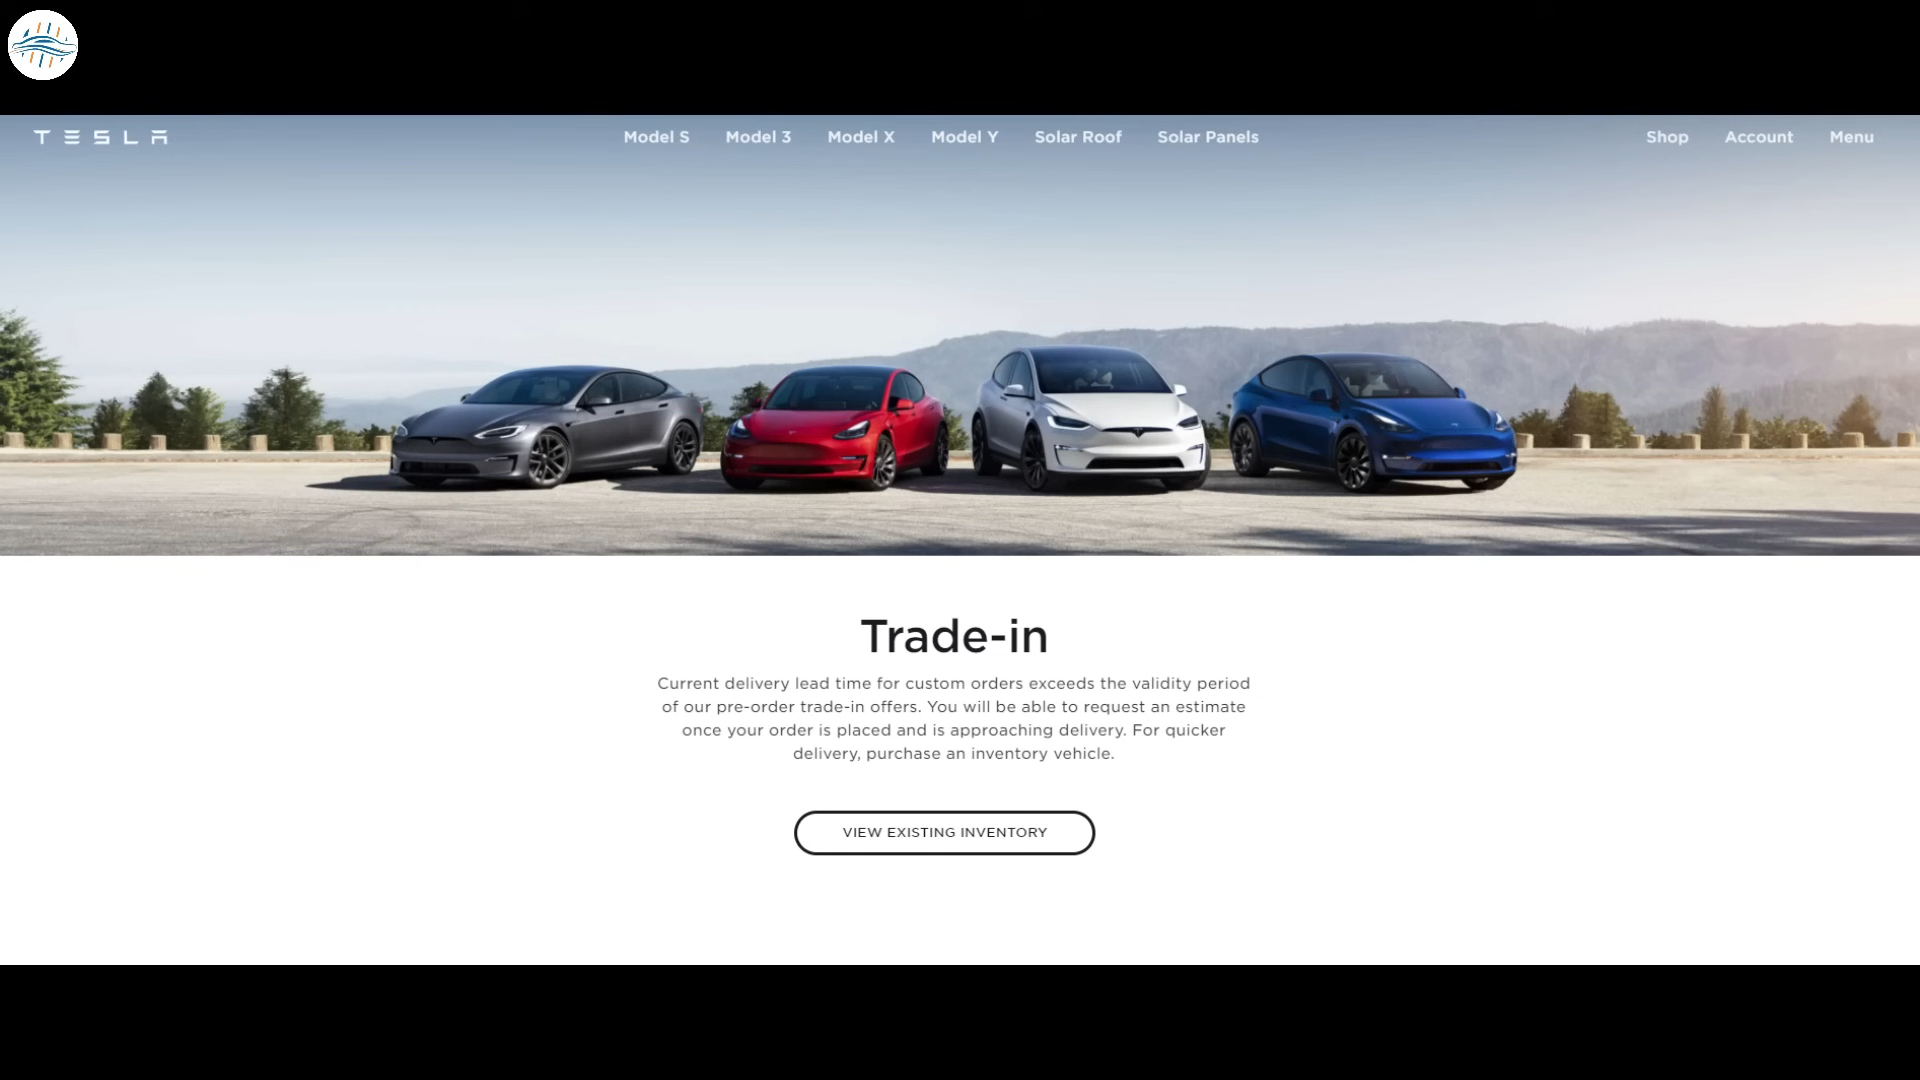 TESLA
Model S
Model 3
Model X
Model Y
Solar Roof
Solar Panels
Shop
Account
Menu
Trade-in
Current delivery lead time for custom orders exceeds the validity period
of our pre-order trade-in offers. You will be able to request an estimate
once your order is placed and is approaching delivery. For quicker
delivery, purchase an inventory vehicle.
VIEW EXISTING INVENTORY